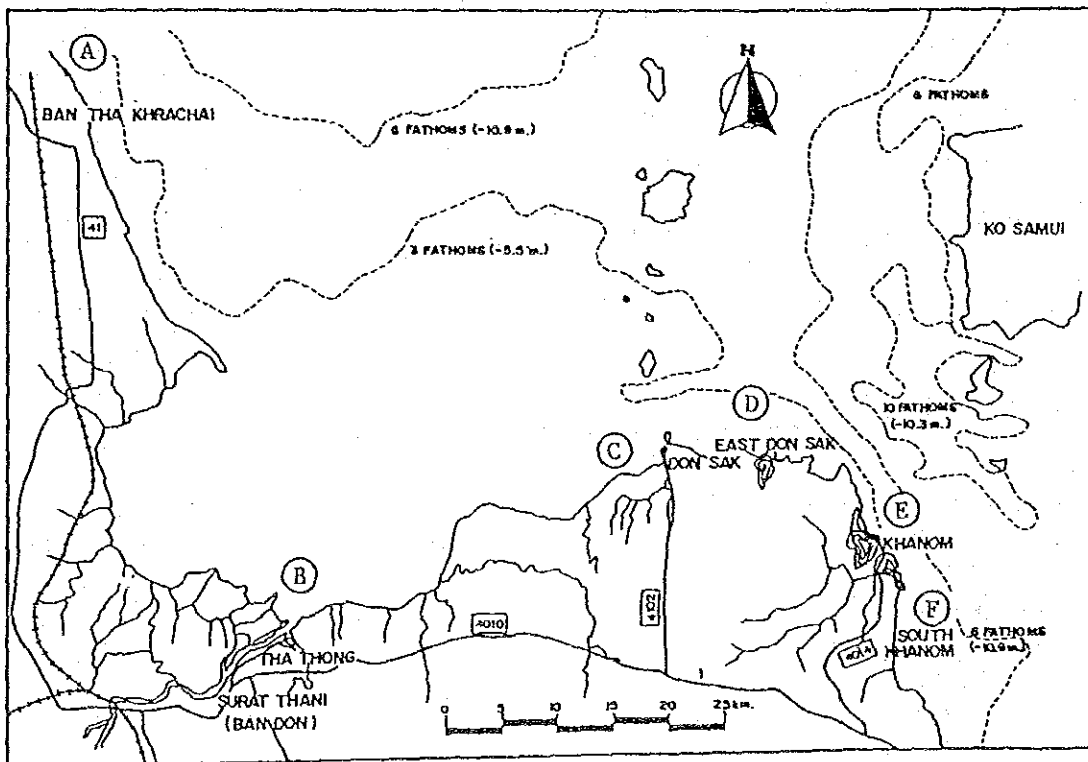 A
N
BAN THA KHRACHAI
6 FATHOMS
6 FATHOMS (-10.9 m.)
41
KO SAMUI
3 FATHOMS (-5.5 m.)
D
10 FATHOMS
(-10.3 m.)
C
EAST DON SAK
DON SAK
E
KHANOM
B
4102
F
4010
SOUTH
KHANOM
6 FATHOMS
(-10.9 m.)
4014
THA THONG
SURAT THANI
(BAN DON)
0 5 10 15 20 25 km.